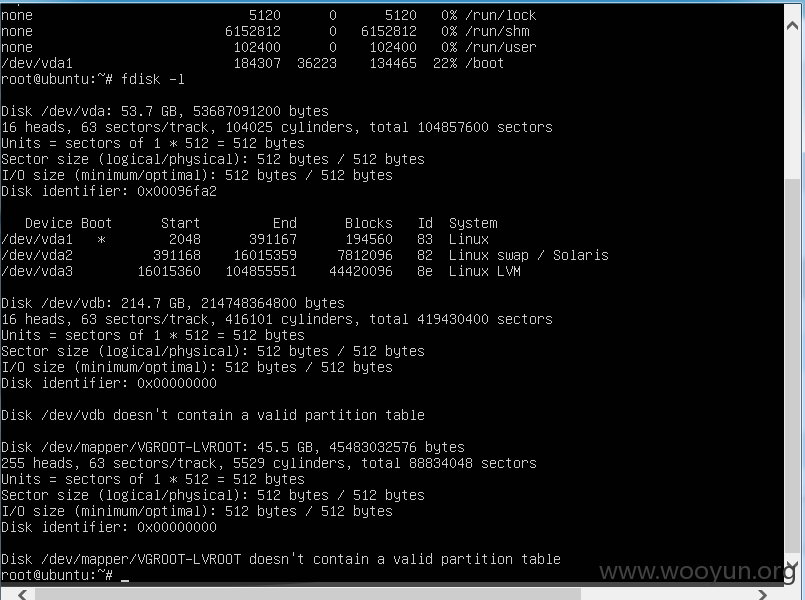 none 5120 0 5120 0% /run/lock
none 6152812 0 6152812 0% /run/shm
none 102400 0 102400 0% /run/user
/dev/vda1 184307 36223 134465 22% /boot
root@ubuntu:~# fdisk -l
Disk /dev/vda: 53.7 GB, 53687091200 bytes
16 heads, 63 sectors/track, 104025 cylinders, total 104857600 sectors
Units = sectors of 1 * 512 = 512 bytes
Sector size (logical/physical): 512 bytes / 512 bytes
I/O size (minimum/optimal): 512 bytes / 512 bytes
Disk identifier: 0x00096fa2
Device Boot Start End Blocks Id System
/dev/vda1 * 2048 391167 194560 83 Linux
/dev/vda2 391168 16015359 7812096 82 Linux swap / Solaris
/dev/vda3 16015360 104855551 44420096 8e Linux LVM
Disk /dev/vdb: 214.7 GB, 214748364800 bytes
16 heads, 63 sectors/track, 416101 cylinders, total 419430400 sectors
Units = sectors of 1 * 512 = 512 bytes
Sector size (logical/physical): 512 bytes / 512 bytes
I/O size (minimum/optimal): 512 bytes / 512 bytes
Disk identifier: 0x00000000
Disk /dev/vdb doesn't contain a valid partition table
Disk /dev/mapper/VGROOT-LVROOT: 45.5 GB, 45483032576 bytes
255 heads, 63 sectors/track, 5529 cylinders, total 88834048 sectors
Units = sectors of 1 * 512 = 512 bytes
Sector size (logical/physical): 512 bytes / 512 bytes
I/O size (minimum/optimal): 512 bytes / 512 bytes
Disk identifier: 0x00000000
Disk /dev/mapper/VGROOT-LVROOT doesn't contain a valid partition table
root@ubuntu:~# _
www.wooyun.org